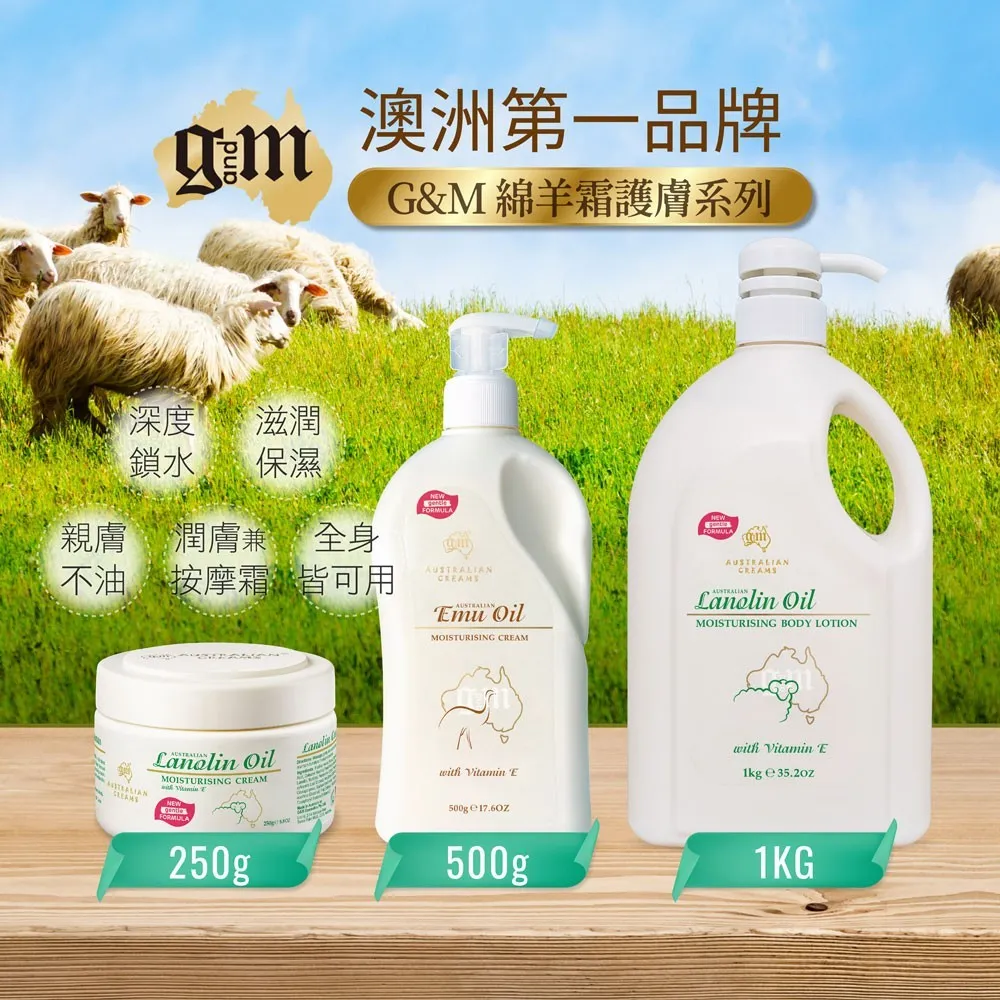 g and m
澳洲第一品牌
G&M 綿羊霜護膚系列
深度
鎖水
滋潤
保濕
親膚
不油
潤膚兼
按摩霜
全身
皆可用
AUSTRALIAN
CREAMS
AUSTRALIAN
Lanolin Oil
MOISTURISING CREAM
with Vitamin E
AUSTRALIAN
CREAMS
NEW
gentle
FORMULA
Lanolin
250g
NEW
gentle
FORMULA
g&m
AUSTRALIAN
CREAMS
AUSTRALIAN
Emu Oil
MOISTURISING CREAM
g&m
with Vitamin E
500g ℮ 17.6OZ
500g
NEW
gentle
FORMULA
g&m
AUSTRALIAN
CREAMS
AUSTRALIAN
Lanolin Oil
MOISTURISING BODY LOTION
with Vitamin E
1kg ℮ 35.2OZ
1KG